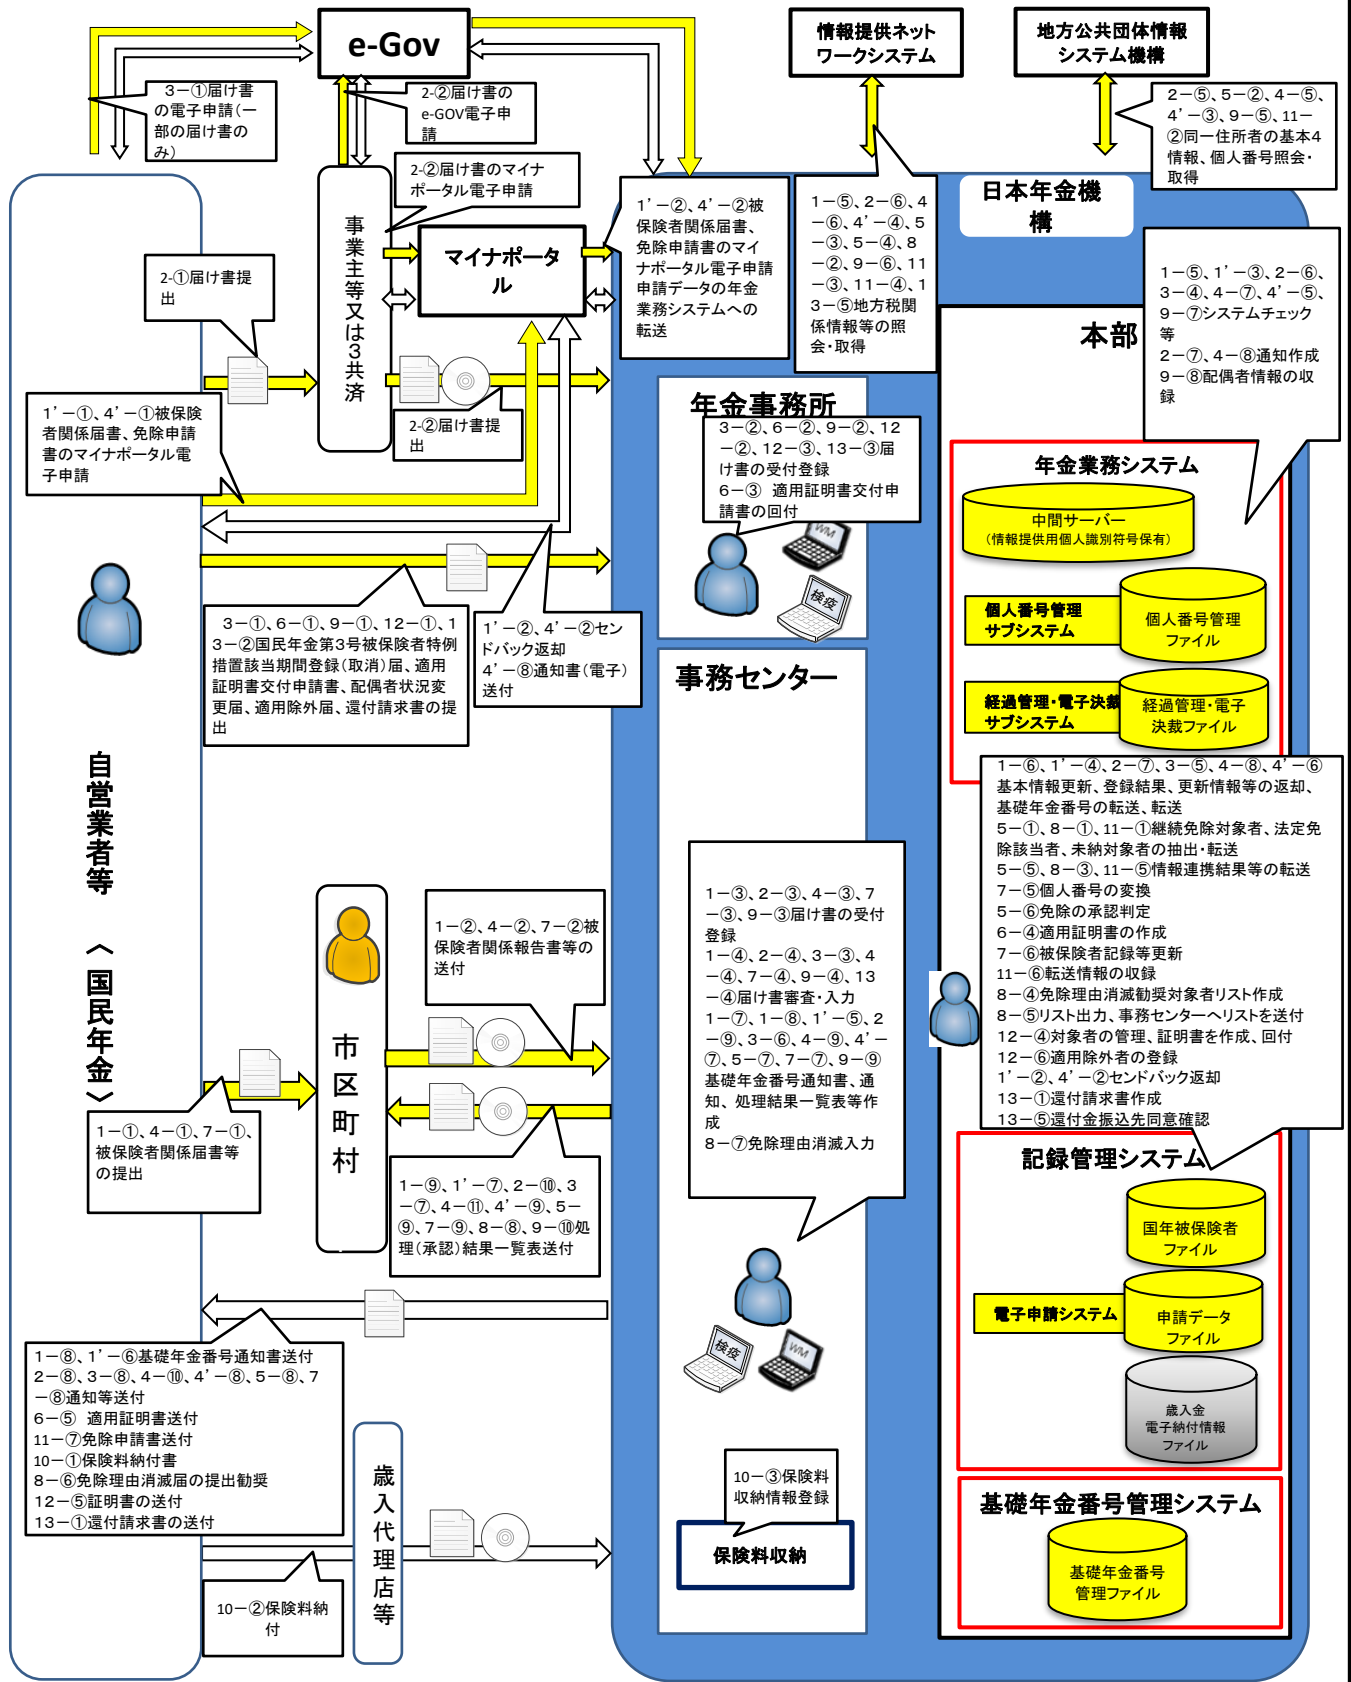 e-Gov
情報提供ネット
ワークシステム
地方公共団体情報
システム機構
3－①届け書
の電子申請（一
部の届け書の
み）
2-②届け書の
e-GOV電子申
請
2－⑤、5－②、4－⑤、
4’－③、9－⑤、11－
②同一住所者の基本4
情報、個人番号照会・
取得
2-②届け書のマイナ
ポータル電子申請
事業主等又は3共済
マイナポータ
ル
1’－②、4’－②被
保険者関係届書、
免除申請書のマイ
ナポータル電子申請
申請データの年金
業務システムへの
転送
1－⑤、2－⑥、4
－⑥、4’－④、5
－③、5－④、8
－②、9－⑥、11
－③、11－④、1
3－⑤地方税関
係情報等の照
会・取得
日本年金機
構
1－⑤、1’－③、2－⑥、
3－④、4－⑦、4’－⑤、
9－⑦システムチェック
等
2－⑦、4－⑧通知作成
9－⑧配偶者情報の収
録
2-①届け書提
出
本部
1’－①、4’－①被保険
者関係届書、免除申請
書のマイナポータル電
子申請
2-②届け書提
出
年金事務所
3－②、6－②、9－②、12
－②、12－③、13－③届
け書の受付登録
6－③ 適用証明書交付申
請書の回付
WM
検疫
年金業務システム
中間サーバー
（情報提供用個人識別符号保有）
個人番号管理
サブシステム
個人番号管理
ファイル
経過管理・電子決裁
サブシステム
経過管理・電子
決裁ファイル
3－①、6－①、9－①、12－①、1
3－②国民年金第3号被保険者特例
措置該当期間登録（取消）届、適用
証明書交付申請書、配偶者状況変
更届、適用除外届、還付請求書の提
出
1’－②、4’－②セン
ドバック返却
4’－⑧通知書（電子）
送付
事務センター
自営業者等
〈国民年金〉
1－⑥、1’－④、2－⑦、3－⑤、4－⑧、4’－⑥
基本情報更新、登録結果、更新情報等の返却、
基礎年金番号の転送、転送
5－①、8－①、11－①継続免除対象者、法定免
除該当者、未納対象者の抽出・転送
5－⑤、8－③、11－⑤情報連携結果等の転送
7－⑤個人番号の変換
5－⑥免除の承認判定
6－④適用証明書の作成
7－⑥被保険者記録等更新
11－⑥転送情報の収録
8－④免除理由消滅勧奨対象者リスト作成
8－⑤リスト出力、事務センターへリストを送付
12－④対象者の管理、証明書を作成、回付
12－⑥適用除外者の登録
1’－②、4’－②センドバック返却
13－①還付請求書作成
13－⑤還付金振込先同意確認
1－③、2－③、4－③、7
－③、9－③届け書の受付
登録
1－④、2－④、3－③、4
－④、7－④、9－④、13
－④届け書審査・入力
1－⑦、1－⑧、1’－⑤、2
－⑨、3－⑥、4－⑨、4’－
⑦、5－⑦、7－⑦、9－⑨
基礎年金番号通知書、通
知、処理結果一覧表等作
成
8－⑦免除理由消滅入力
1－②、4－②、7－②被
保険者関係報告書等の
送付
市区町村
1－①、4－①、7－①、
被保険者関係届書等
の提出
1－⑨、1’－⑦、2－⑩、3
－⑦、4－⑪、4’－⑨、5－
⑨、7－⑨、8－⑧、9－⑩処
理（承認）結果一覧表送付
記録管理システム
国年被保険者
ファイル
電子申請システム
申請データ
ファイル
歳入金
電子納付情報
ファイル
検疫
WM
1－⑧、1’－⑥基礎年金番号通知書送付
2－⑧、3－⑧、4－⑩、4’－⑧、5－⑧、7
－⑧通知等送付
6－⑤ 適用証明書送付
11－⑦免除申請書送付
10－①保険料納付書
8－⑥免除理由消滅届の提出勧奨
12－⑤証明書の送付
13－①還付請求書の送付
歳入代理店等
10－③保険料
収納情報登録
保険料収納
基礎年金番号管理システム
基礎年金番号
管理ファイル
10－②保険料納
付